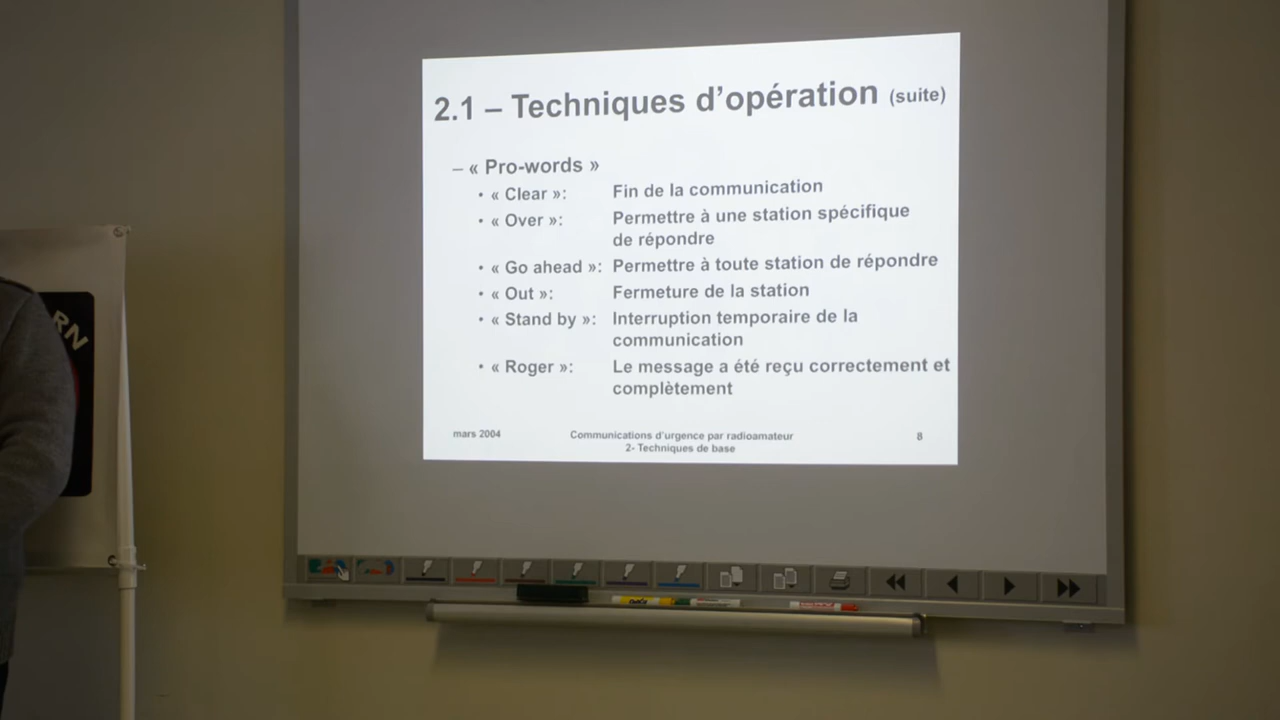 2.1 – Techniques d'opération (suite)
– « Pro-words »
• « Clear »: Fin de la communication
• « Over »: Permettre à une station spécifique
de répondre
• « Go ahead »: Permettre à toute station de répondre
• « Out »: Fermeture de la station
• « Stand by »: Interruption temporaire de la
communication
• « Roger »: Le message a été reçu correctement et
complètement
mars 2004 Communications d'urgence par radioamateur 8
2- Techniques de base
RN